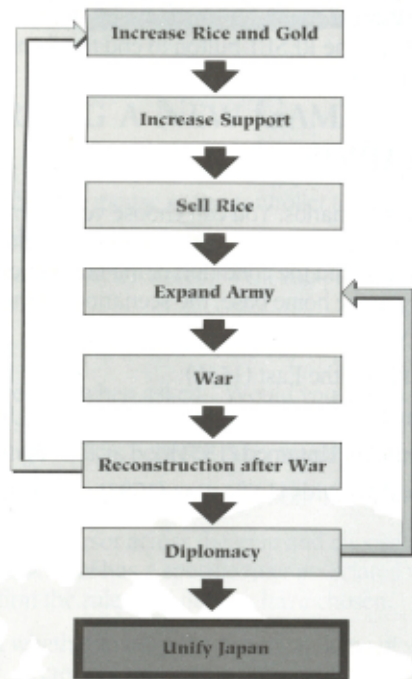 Increase Rice and Gold
Increase Support
Sell Rice
Expand Army
War
Reconstruction after War
Diplomacy
Unify Japan